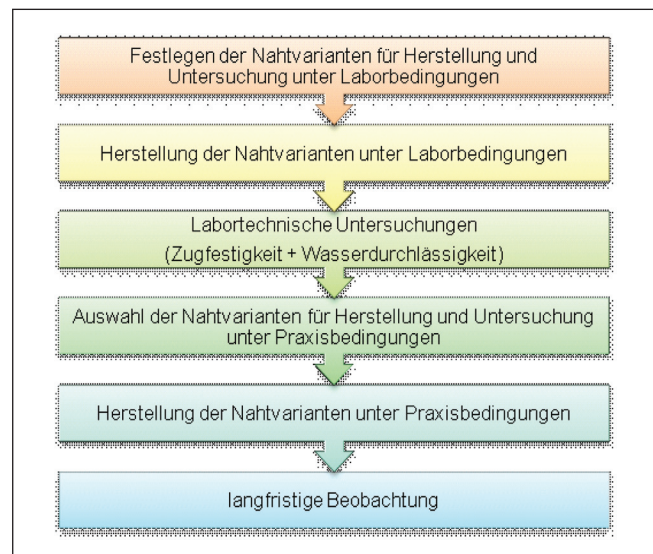 Festlegen der Nahtvarianten für Herstellung und
Untersuchung unter Laborbedingungen
Herstellung der Nahtvarianten unter Laborbedingungen
Labortechnische Untersuchungen
(Zugfestigkeit + Wasserdurchlässigkeit)
Auswahl der Nahtvarianten für Herstellung und Untersuchung
unter Praxisbedingungen
Herstellung der Nahtvarianten unter Praxisbedingungen
langfristige Beobachtung